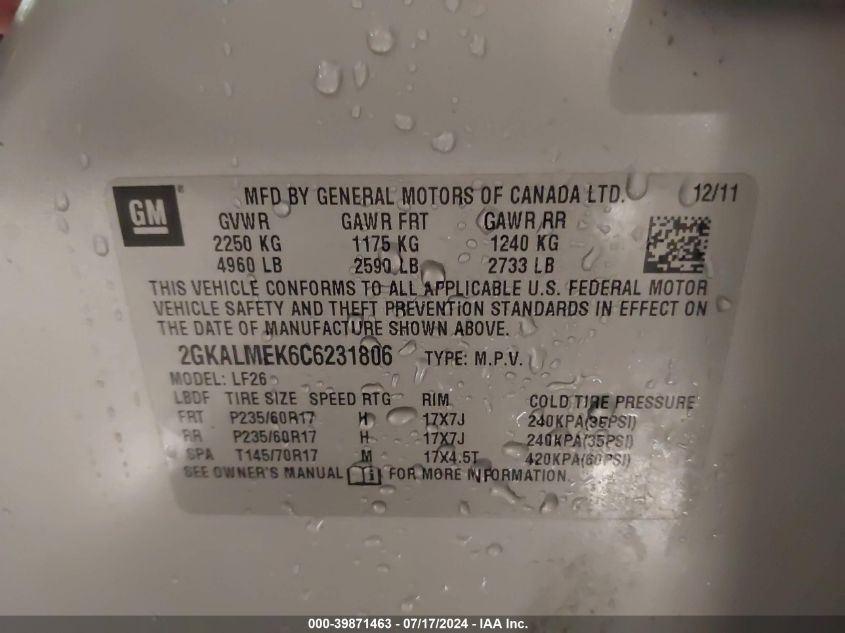 GM ® MFD BY GENERAL MOTORS OF CANADA LTD. 12/11
GVWR GAWR FRT GAWR RR
2250 KG 1175 KG 1240 KG
4960 LB 2590 LB 2733 LB
THIS VEHICLE CONFORMS TO ALL APPLICABLE U.S. FEDERAL MOTOR
VEHICLE SAFETY AND THEFT PREVENTION STANDARDS IN EFFECT ON
THE DATE OF MANUFACTURE SHOWN ABOVE.
2GKALMEK6C6231806 TYPE: M.P.V.
MODEL: LF26
LBDF TIRE SIZE SPEED RTG RIM COLD TIRE PRESSURE
FRT P235/60R17 H 17X7J 240KPA(35PSI)
RR P235/60R17 H 17X7J 240KPA(35PSI)
SPA T145/70R17 M 17X4.5T 420KPA(60PSI)
SEE OWNER'S MANUAL i FOR MORE INFORMATION.
000-39871463 - 07/17/2024 - IAA Inc.